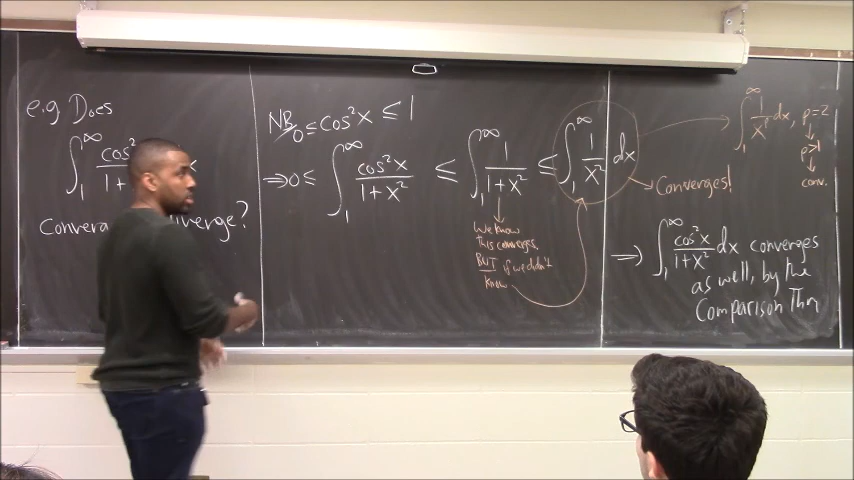 e.g Does
∫₁^∞ cos² 1+ x
Conver verge?
NB/ 0 ≤ cos²x ≤ 1
⇒ 0 ≤ ∫₁^∞ cos²x / 1+x² ≤ ∫₁^∞ 1 / 1+x² ≤ ∫₁^∞ 1 / x² dx
We know
this converges,
BUT if we didn't
know
Converges!
∫₁^∞ 1 / xᵖ dx, p=2
p>1
conv.
⇒ ∫₁^∞ cos²x / 1+x² dx converges
as well, by the
Comparison Thm